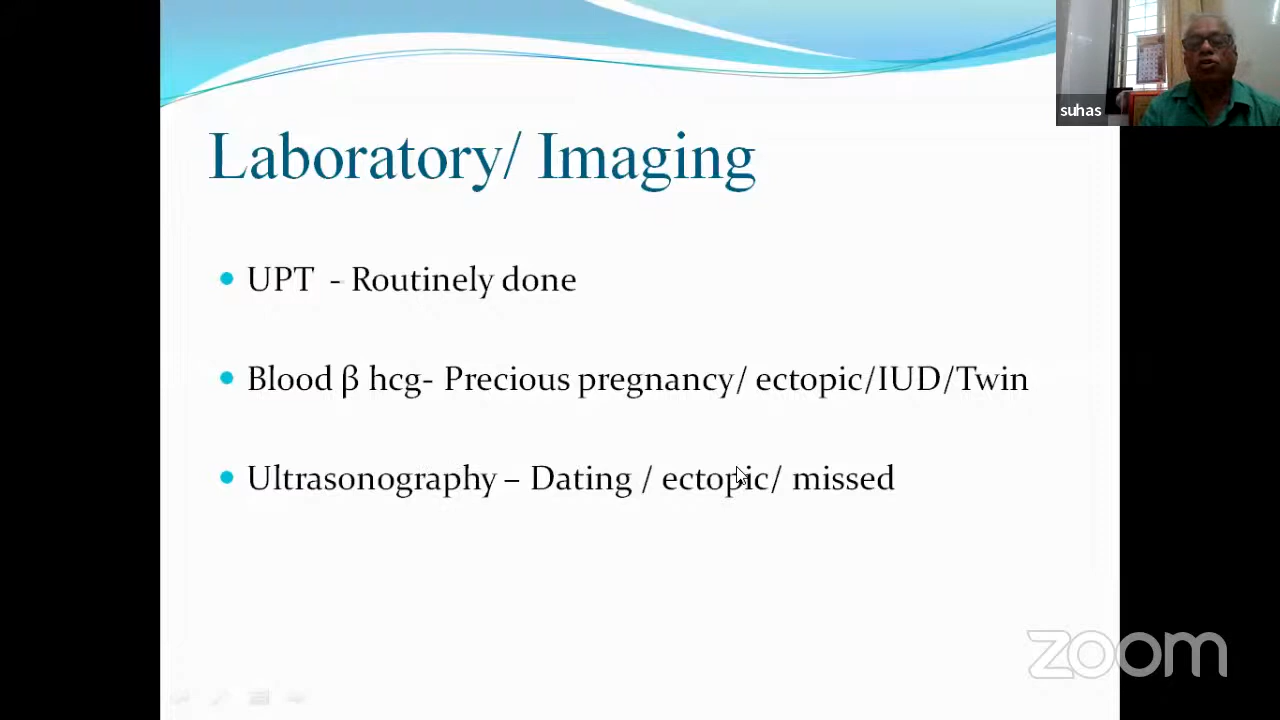 suhas
Laboratory/ Imaging
UPT - Routinely done
Blood β hcg- Precious pregnancy/ ectopic/IUD/Twin
Ultrasonography – Dating / ectopic/ missed
zoom